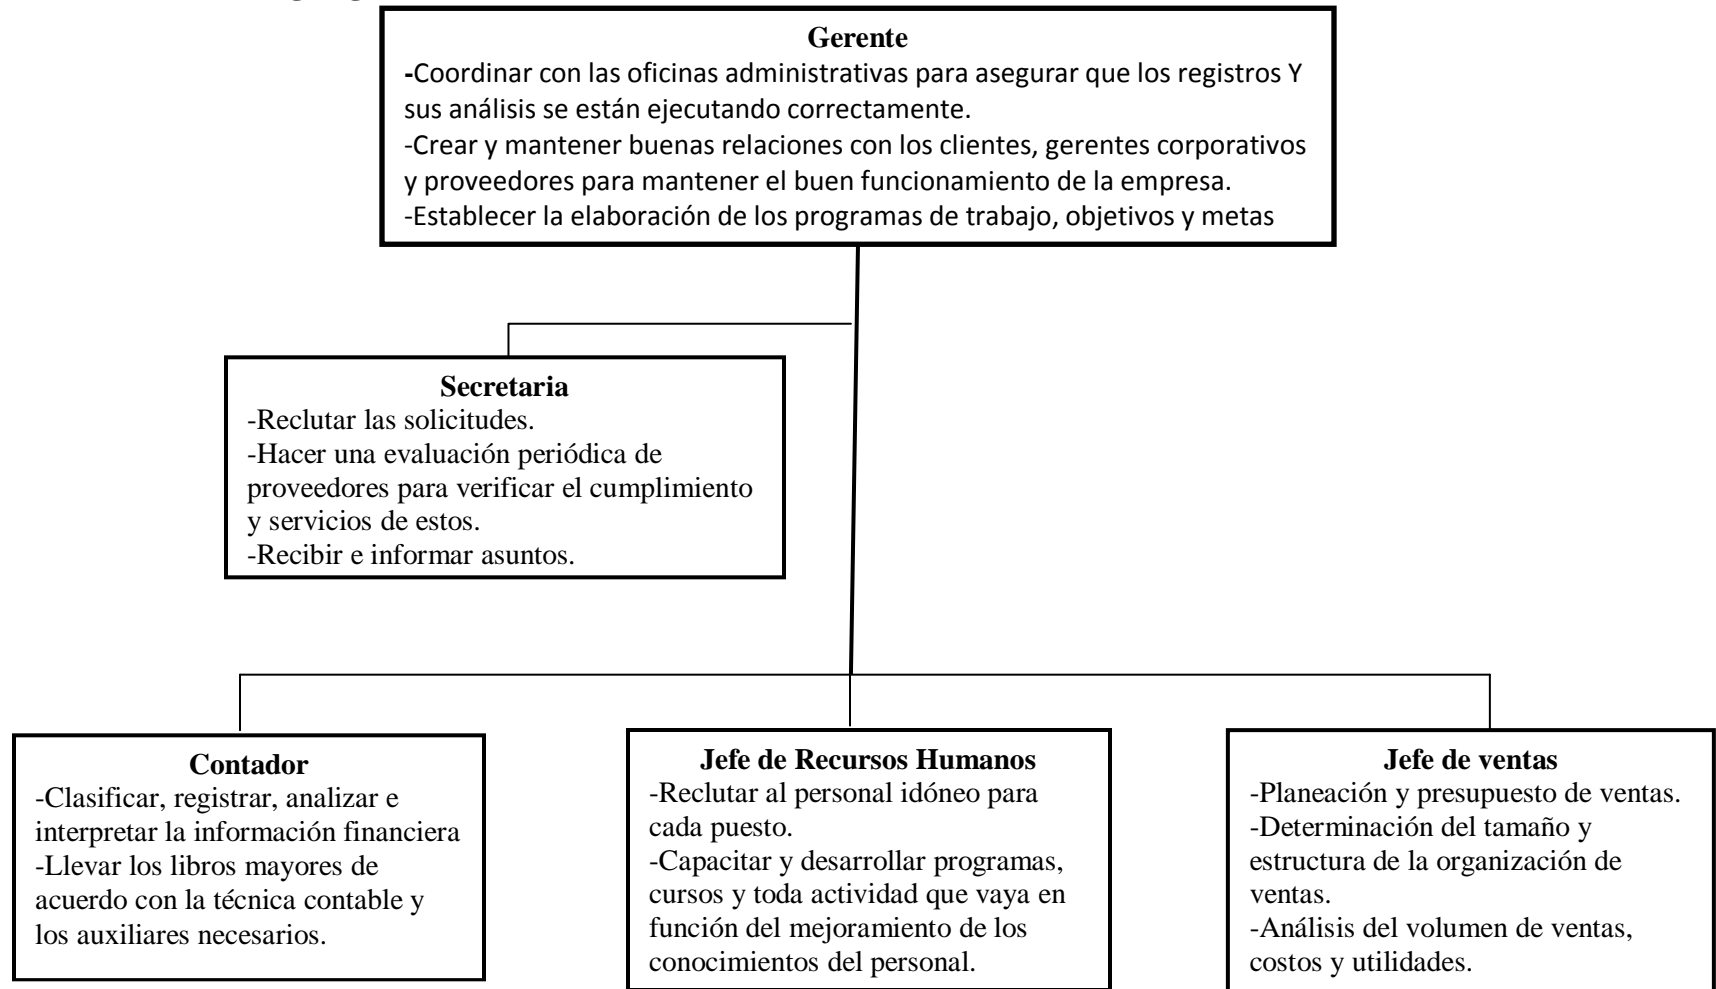 Gerente
-Coordinar con las oficinas administrativas para asegurar que los registros Y
sus análisis se están ejecutando correctamente.
-Crear y mantener buenas relaciones con los clientes, gerentes corporativos
y proveedores para mantener el buen funcionamiento de la empresa.
-Establecer la elaboración de los programas de trabajo, objetivos y metas
Secretaria
-Reclutar las solicitudes.
-Hacer una evaluación periódica de
proveedores para verificar el cumplimiento
y servicios de estos.
-Recibir e informar asuntos.
Contador
-Clasificar, registrar, analizar e
interpretar la información financiera
-Llevar los libros mayores de
acuerdo con la técnica contable y
los auxiliares necesarios.
Jefe de Recursos Humanos
-Reclutar al personal idóneo para
cada puesto.
-Capacitar y desarrollar programas,
cursos y toda actividad que vaya en
función del mejoramiento de los
conocimientos del personal.
Jefe de ventas
-Planeación y presupuesto de ventas.
-Determinación del tamaño y
estructura de la organización de
ventas.
-Análisis del volumen de ventas,
costos y utilidades.